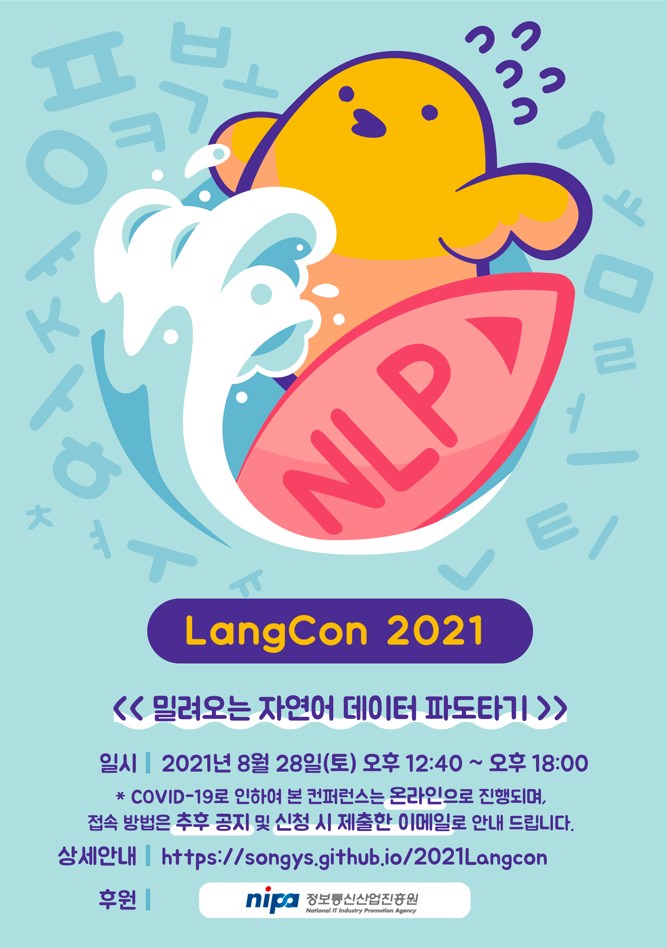 NLP
LangCon 2021
<< 밀려오는 자연어 데이터 파도타기 >>
일시 | 2021년 8월 28일(토) 오후 12:40 ~ 오후 18:00
* COVID-19로 인하여 본 컨퍼런스는 온라인으로 진행되며,
접속 방법은 추후 공지 및 신청 시 제출한 이메일로 안내 드립니다.
상세안내 | https://songys.github.io/2021Langcon
후원 |
nipa 정보통신산업진흥원
National IT Industry Promotion Agency